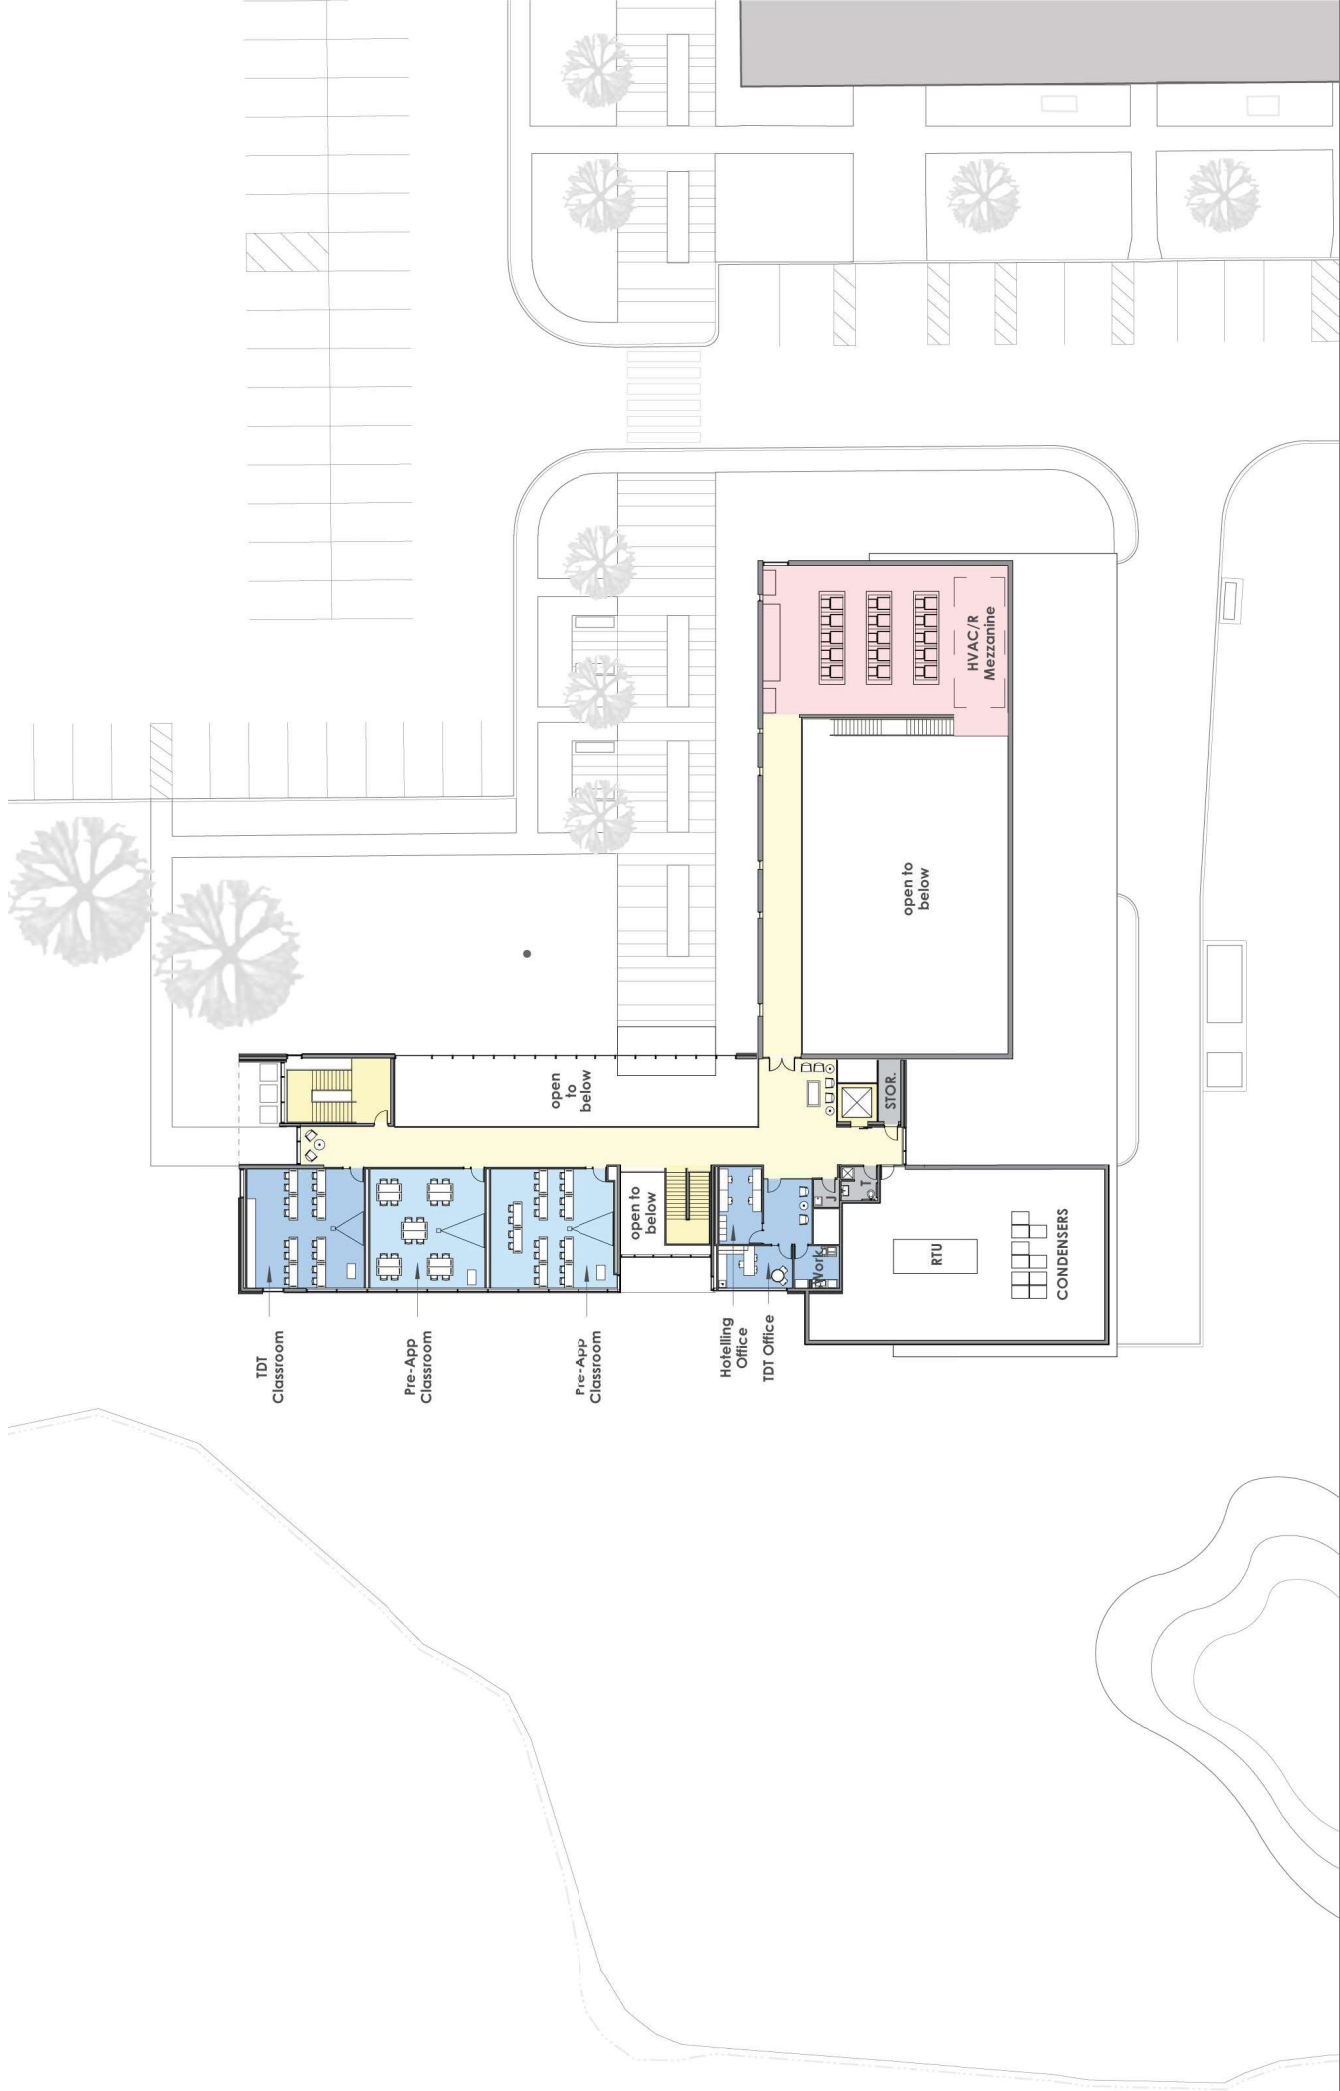 TDT
Classroom
Pre-App
Classroom
Pre-App
Classroom
Hotelling
Office
TDT Office
Work
J
T
STOR.
open
to
below
open to
below
open to
below
HVAC/R
Mezzanine
RTU
CONDENSERS